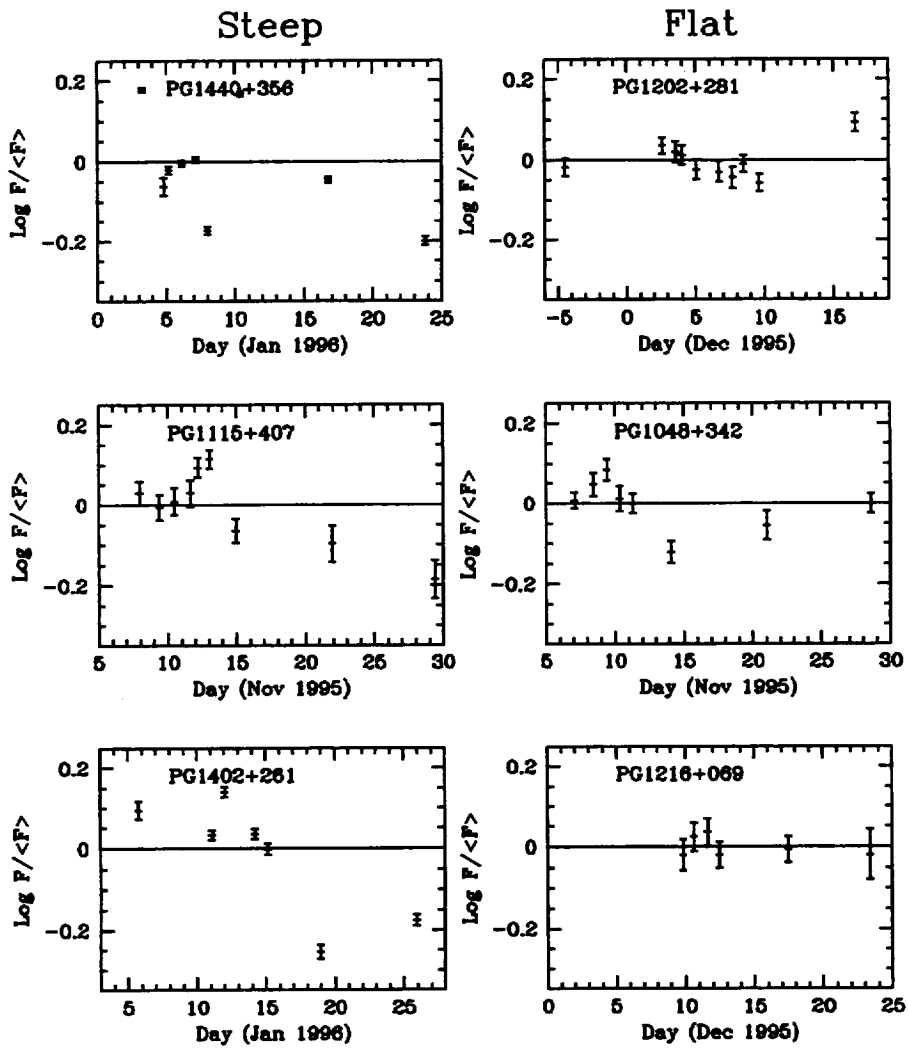 Steep
Flat
0.2
0
−0.2
Log F/<F>
PG1440+356
0 5 10 15 20 25
Day (Jan 1996)
0.2
0
−0.2
Log F/<F>
PG1202+281
−5 0 5 10 15
Day (Dec 1995)
0.2
0
−0.2
Log F/<F>
PG1115+407
5 10 15 20 25 30
Day (Nov 1995)
0.2
0
−0.2
Log F/<F>
PG1048+342
5 10 15 20 25 30
Day (Nov 1995)
0.2
0
−0.2
Log F/<F>
PG1402+261
5 10 15 20 25
Day (Jan 1996)
0.2
0
−0.2
Log F/<F>
PG1216+069
0 5 10 15 20 25
Day (Dec 1995)